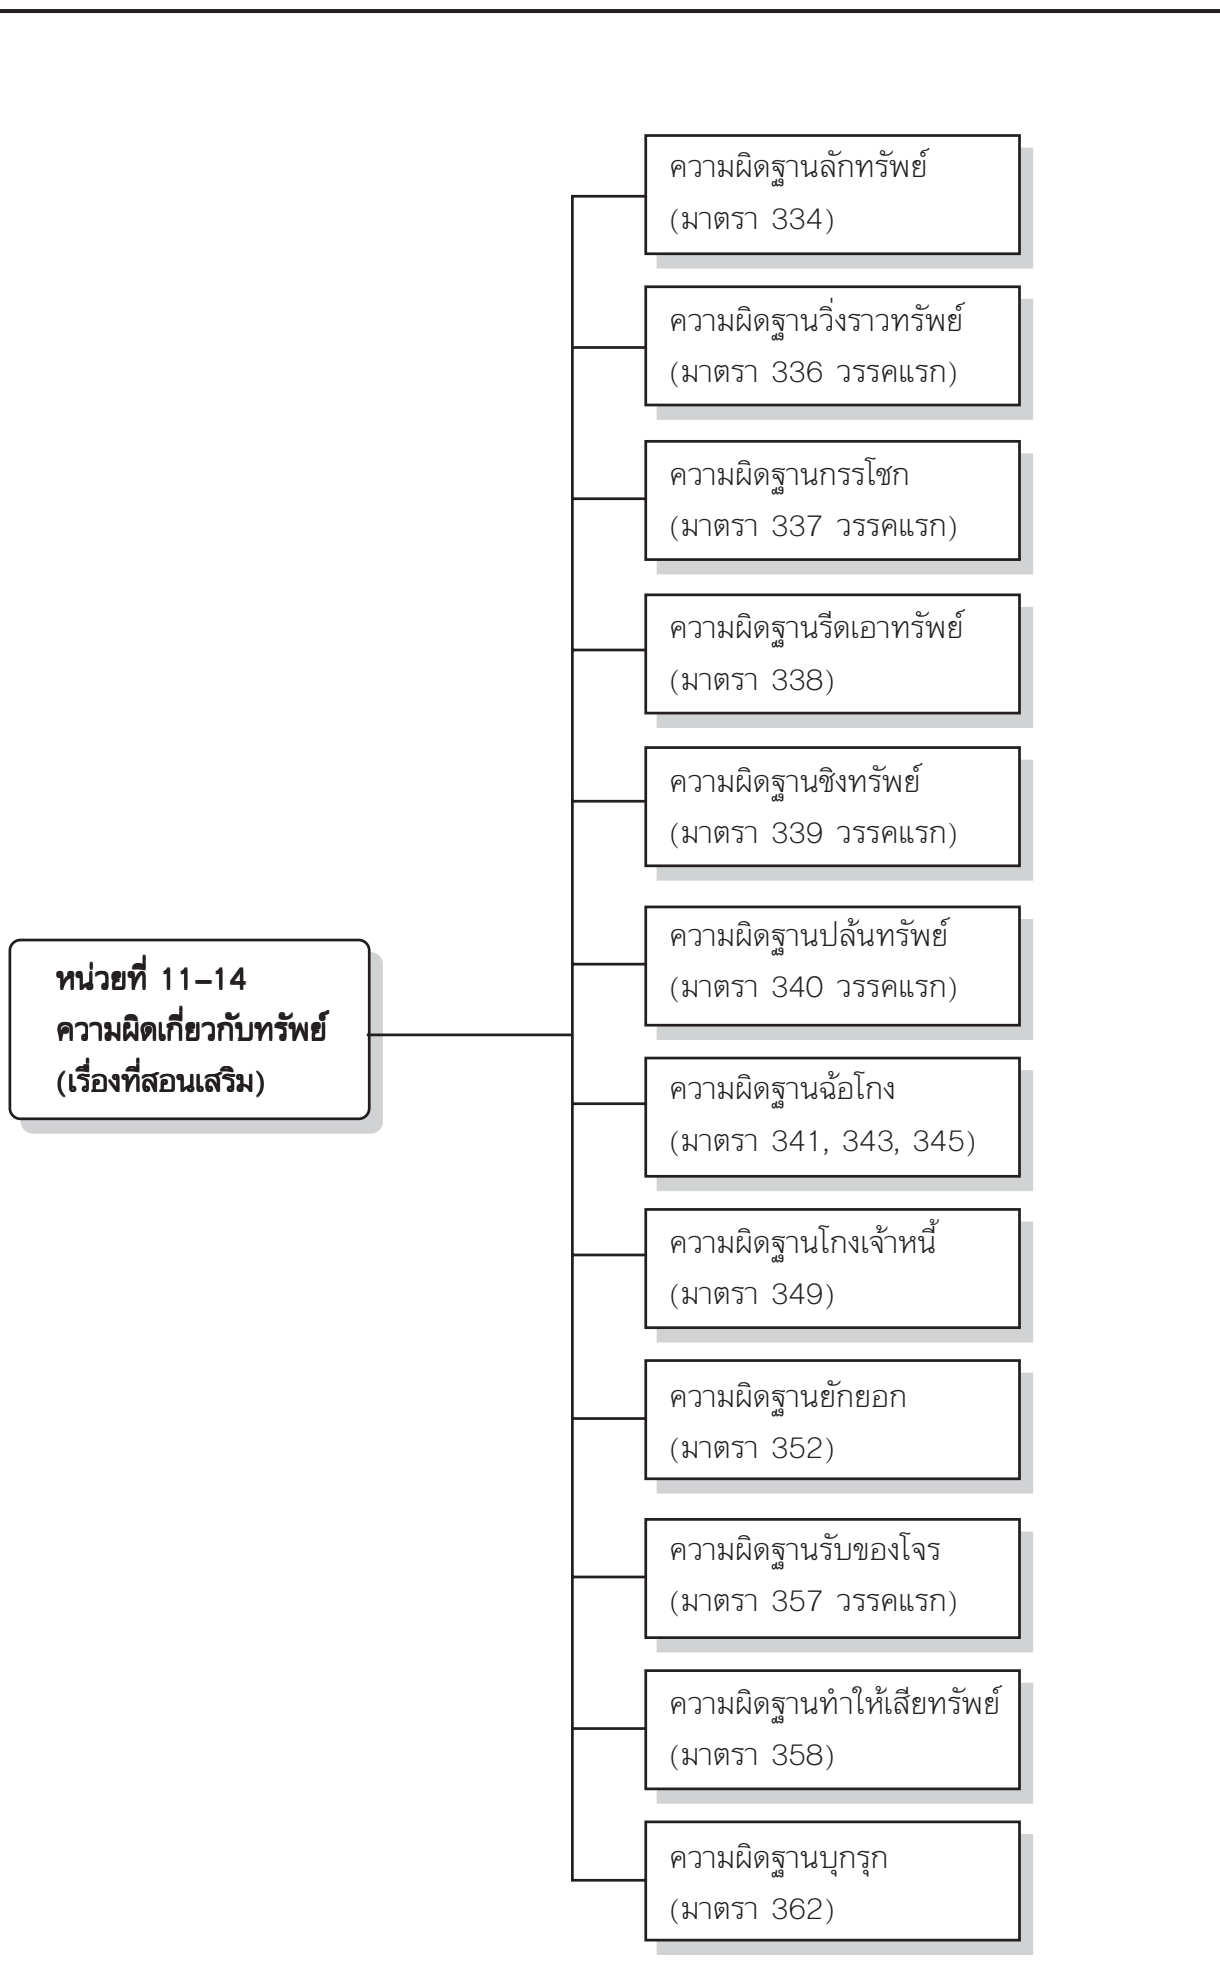 ความผิดฐานลักทรัพย์
(มาตรา 334)
ความผิดฐานวิ่งราวทรัพย์
(มาตรา 336 วรรคแรก)
ความผิดฐานกรรโชก
(มาตรา 337 วรรคแรก)
ความผิดฐานรีดเอาทรัพย์
(มาตรา 338)
ความผิดฐานชิงทรัพย์
(มาตรา 339 วรรคแรก)
ความผิดฐานปล้นทรัพย์
(มาตรา 340 วรรคแรก)
หน่วยที่ 11–14
ความผิดเกี่ยวกับทรัพย์
(เรื่องที่สอนเสริม)
ความผิดฐานฉ้อโกง
(มาตรา 341, 343, 345)
ความผิดฐานโกงเจ้าหนี้
(มาตรา 349)
ความผิดฐานยักยอก
(มาตรา 352)
ความผิดฐานรับของโจร
(มาตรา 357 วรรคแรก)
ความผิดฐานทำให้เสียทรัพย์
(มาตรา 358)
ความผิดฐานบุกรุก
(มาตรา 362)